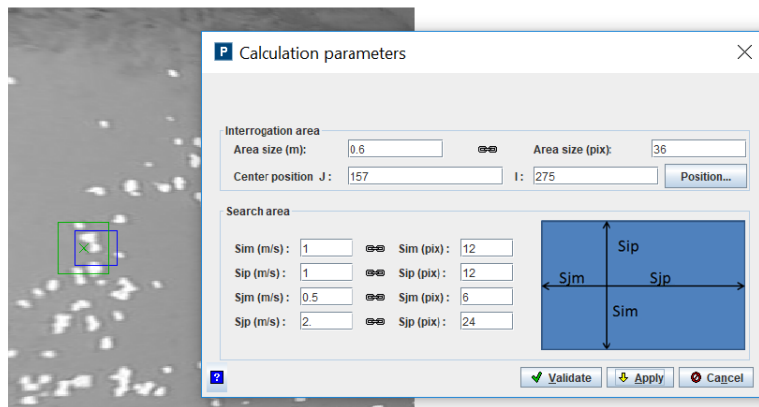 P Calculation parameters
Interrogation area
Area size (m): 0.6 Area size (pix): 36
Center position J : 157 I : 275 Position...
Search area
Sim (m/s) : 1 Sim (pix) : 12
Sip (m/s) : 1 Sip (pix) : 12
Sjm (m/s) : 0.5 Sjm (pix) : 6
Sjp (m/s) : 2. Sjp (pix) : 24
Sip
Sjm Sjp
Sim
? Validate Apply Cancel